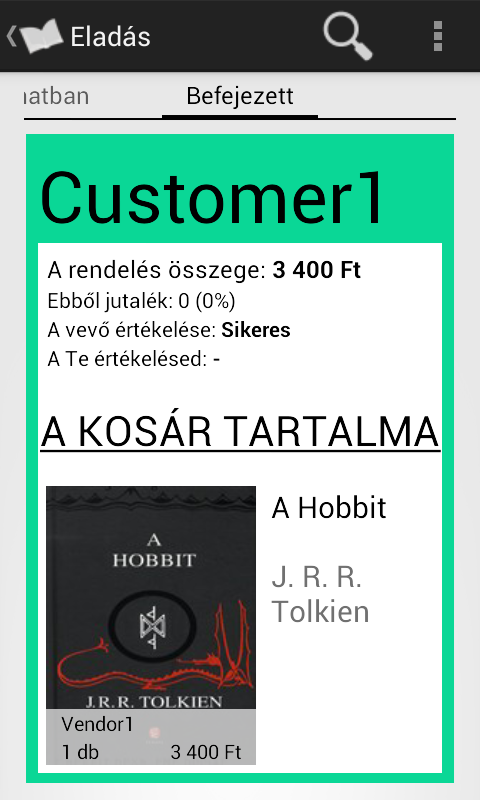 Eladás
atban
Befejezett
Customer1
A rendelés összege: 3 400 Ft
Ebből jutalék: 0 (0%)
A vevő értékelése: Sikeres
A Te értékelésed: -
A KOSÁR TARTALMA
A
HOBBIT
J.R.R. TOLKIEN
Vendor1
1 db
3 400 Ft
A Hobbit
J. R. R.
Tolkien